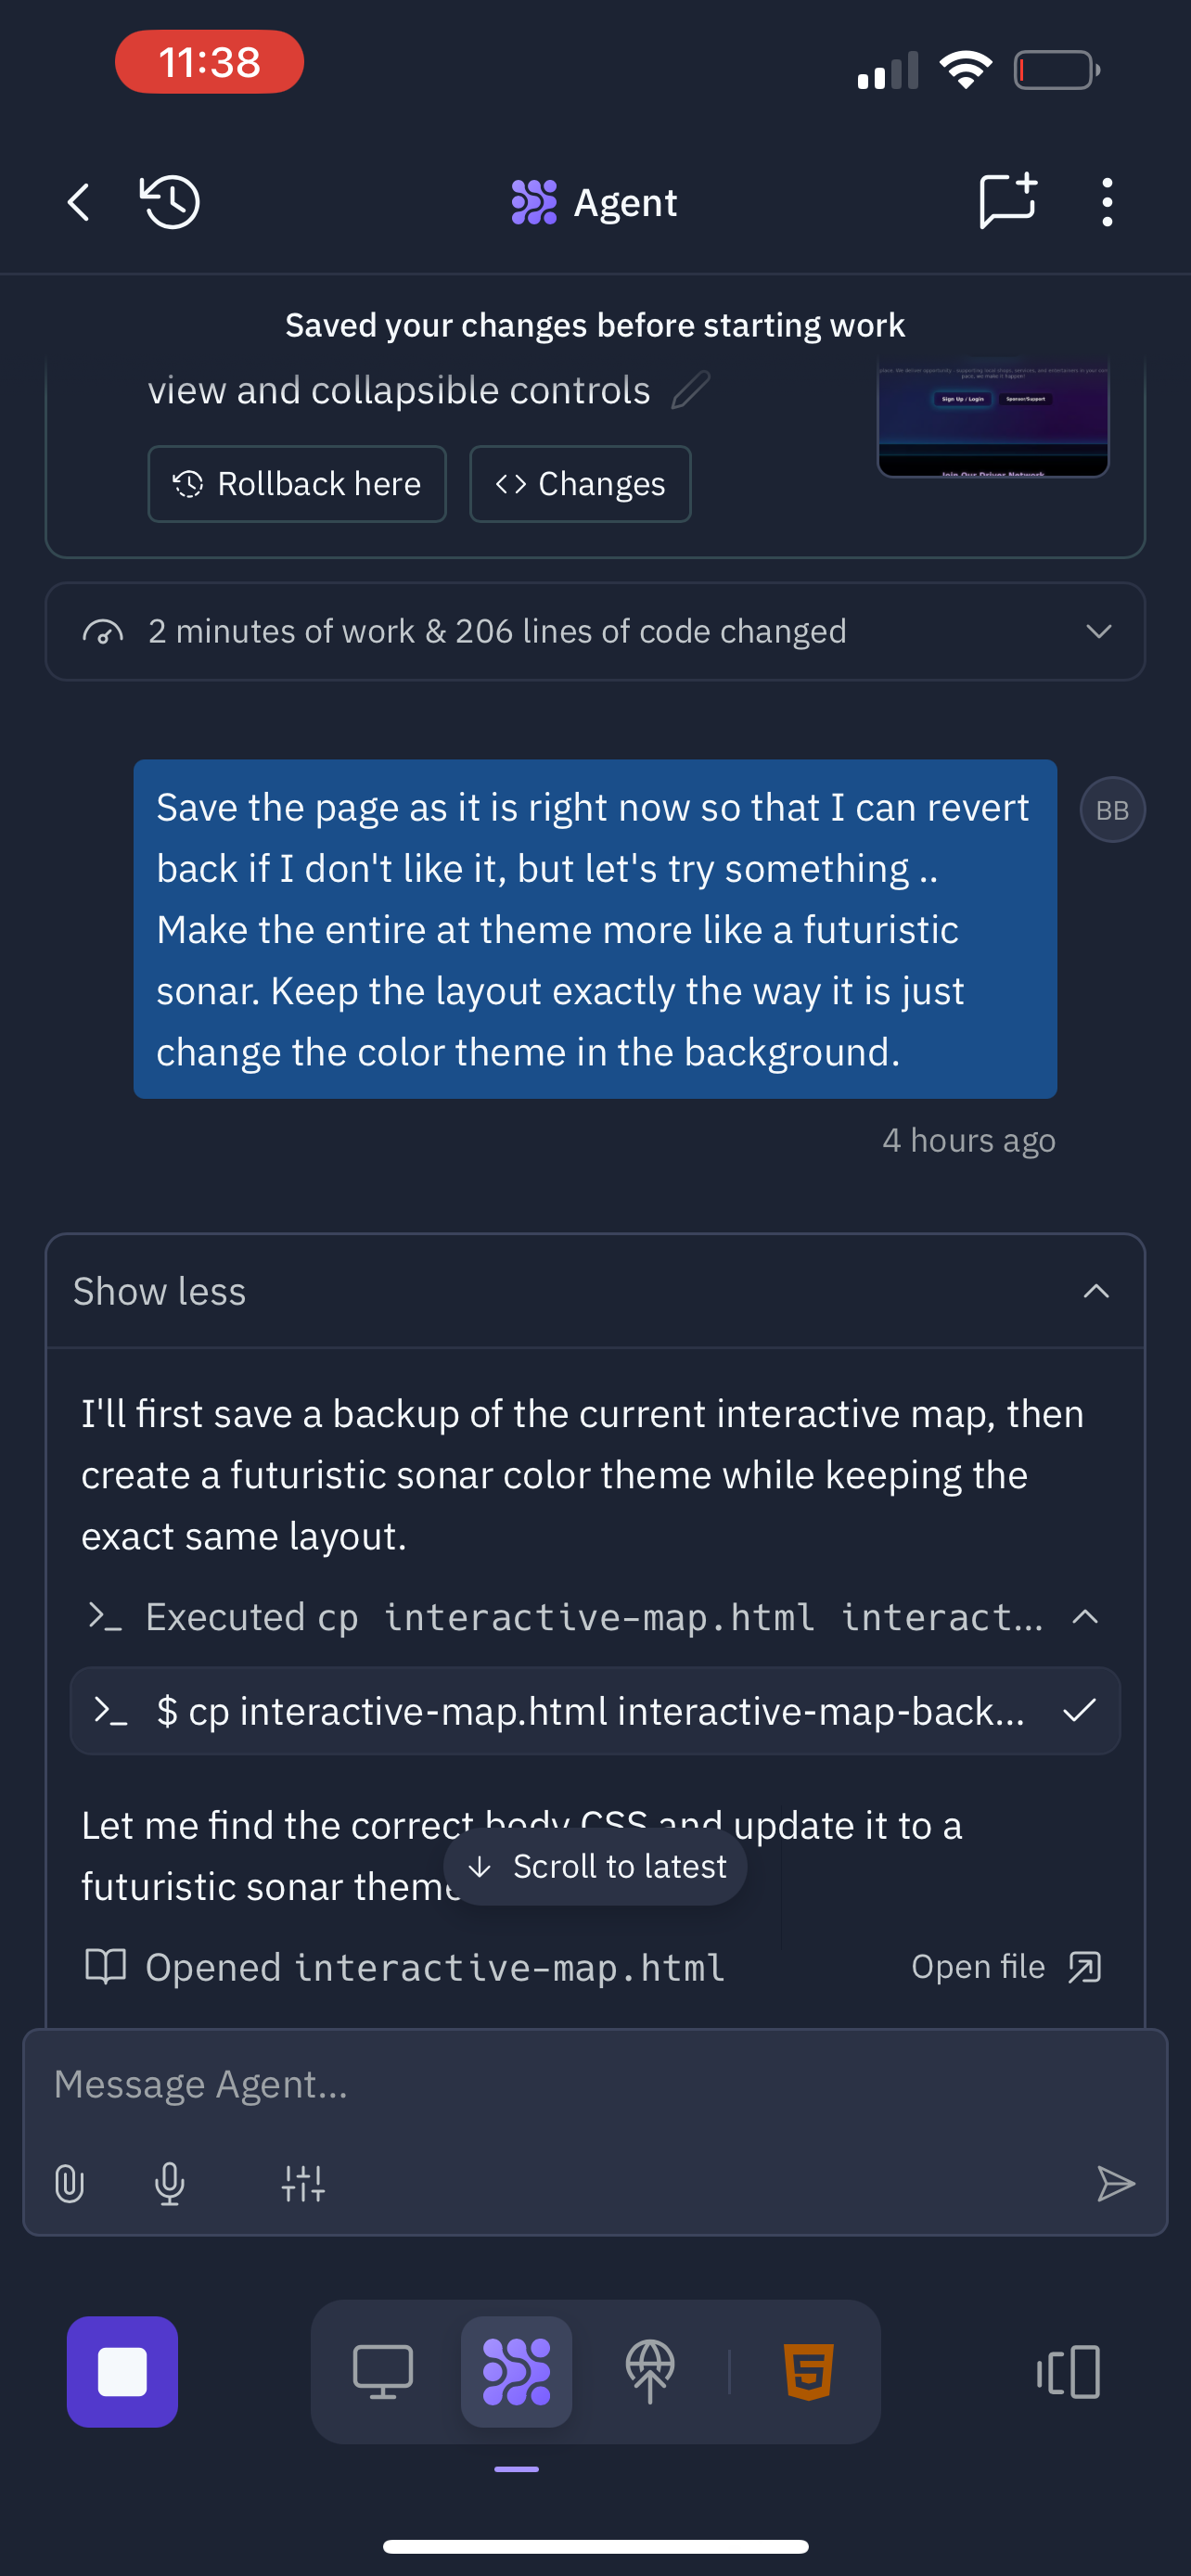 11:38
Agent
Saved your changes before starting work
view and collapsible controls
Sign Up / Login
Sponsor/Support
Join Our Driver Network
Rollback here
Changes
2 minutes of work & 206 lines of code changed
Save the page as it is right now so that I can revert
back if I don't like it, but let's try something ..
Make the entire at theme more like a futuristic
sonar. Keep the layout exactly the way it is just
change the color theme in the background.
BB
4 hours ago
Show less
I'll first save a backup of the current interactive map, then
create a futuristic sonar color theme while keeping the
exact same layout.
Executed cp interactive-map.html interact...
$ cp interactive-map.html interactive-map-back...
Let me find the correct body CSS and update it to a
futuristic sonar theme
Scroll to latest
Opened interactive-map.html
Open file
Message Agent...